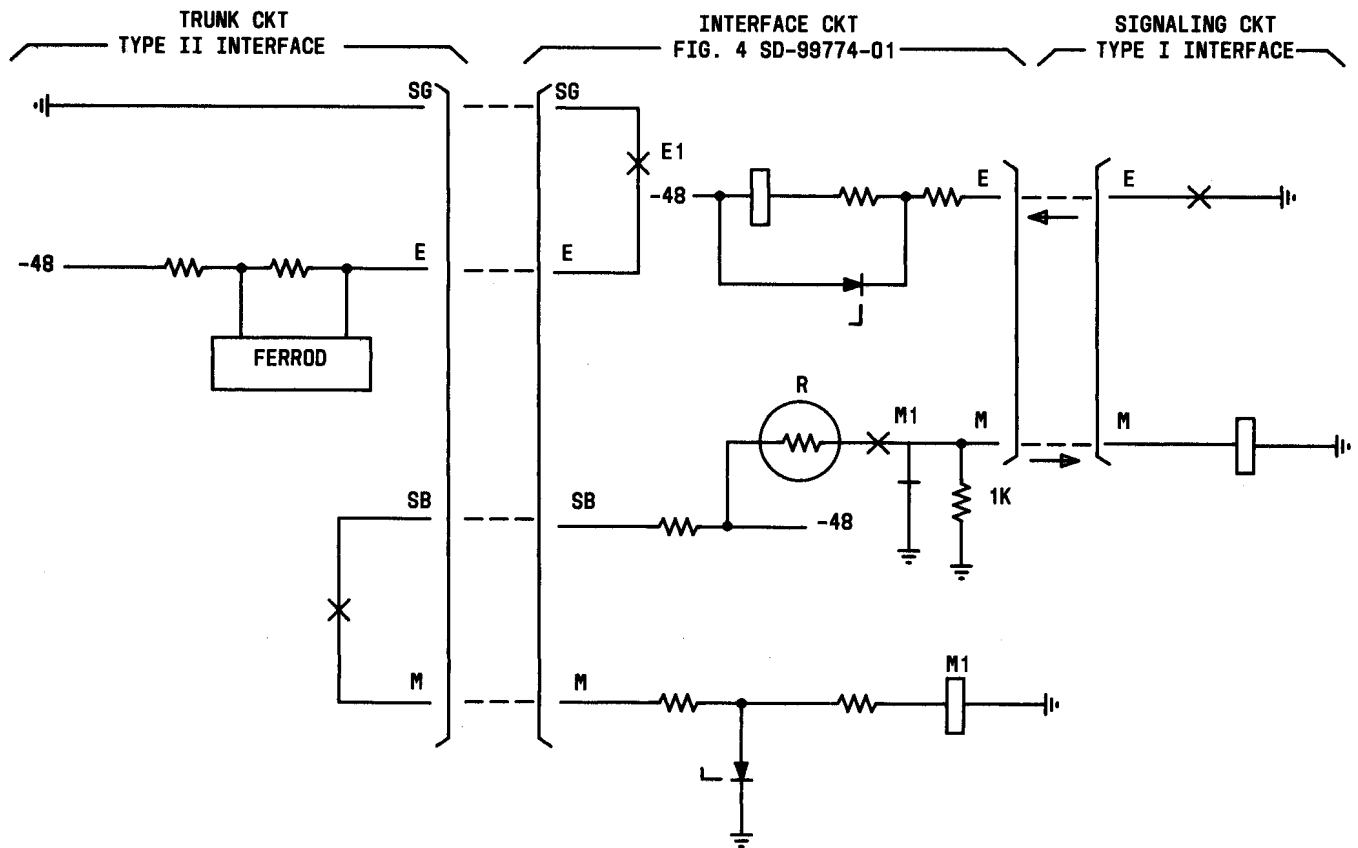 TRUNK CKT
TYPE II INTERFACE
INTERFACE CKT
FIG. 4 SD-99774-01
SIGNALING CKT
TYPE I INTERFACE
SG
SG
E1
-48
E
E
-48
E
E
FERROD
R
M1
M
M
SB
SB
-48
1K
M
M
M1